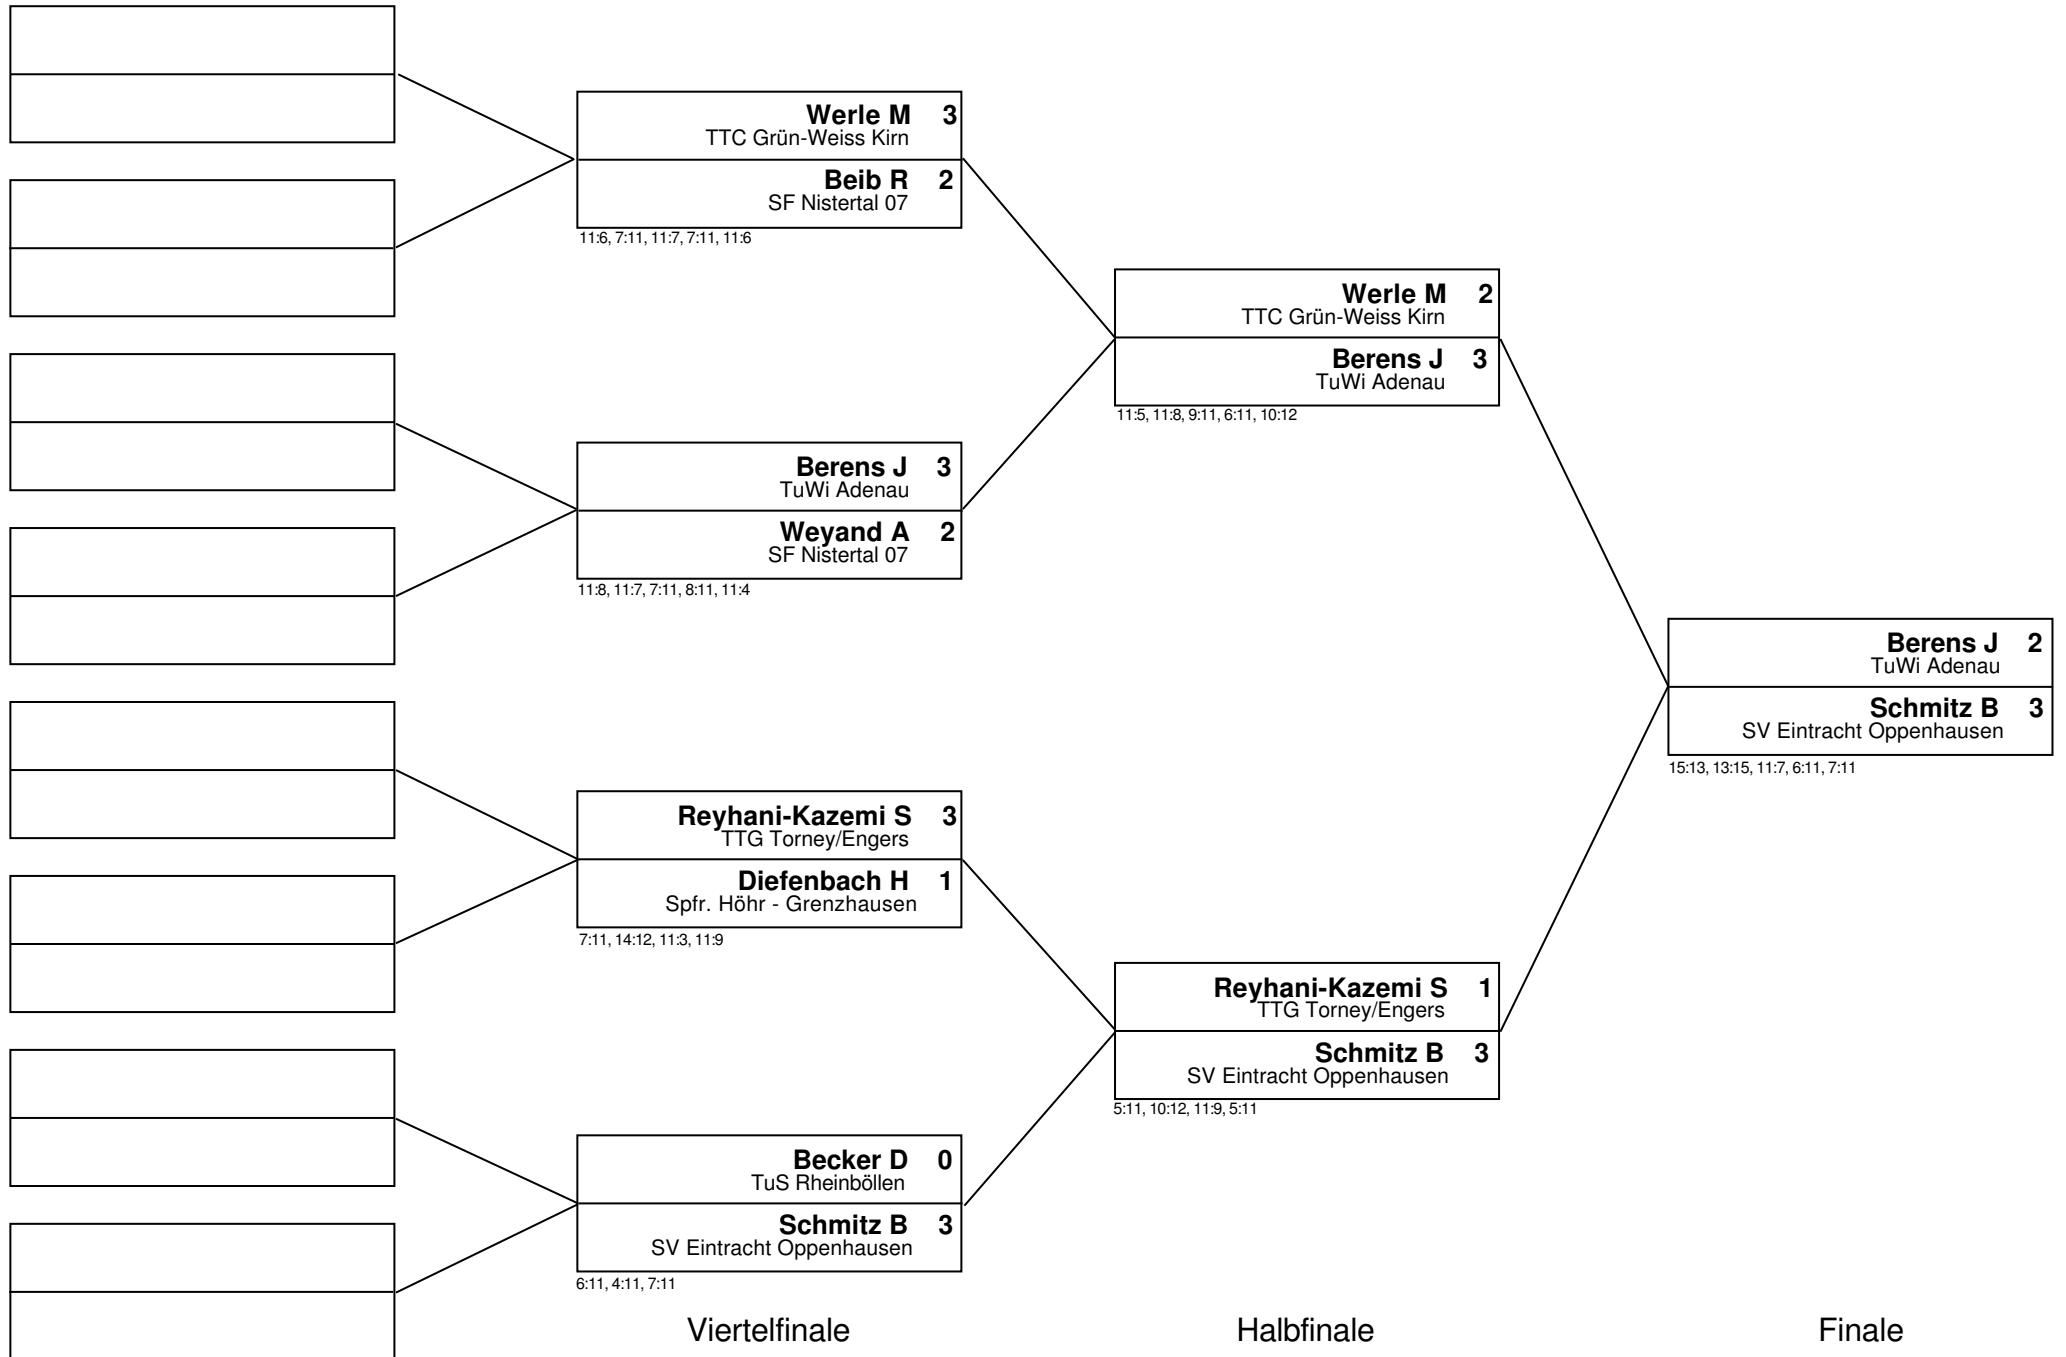 Werle M 3
TTC Grün-Weiss Kirn
Beib R 2
SF Nistertal 07
11:6, 7:11, 11:7, 7:11, 11:6
Berens J 3
TuWi Adenau
Weyand A 2
SF Nistertal 07
11:8, 11:7, 7:11, 8:11, 11:4
Reyhani-Kazemi S 3
TTG Torney/Engers
Diefenbach H 1
Spfr. Höhr - Grenzhausen
7:11, 14:12, 11:3, 11:9
Becker D 0
TuS Rheinböllen
Schmitz B 3
SV Eintracht Oppenhausen
6:11, 4:11, 7:11
Viertelfinale
Werle M 2
TTC Grün-Weiss Kirn
Berens J 3
TuWi Adenau
11:5, 11:8, 9:11, 6:11, 10:12
Reyhani-Kazemi S 1
TTG Torney/Engers
Schmitz B 3
SV Eintracht Oppenhausen
5:11, 10:12, 11:9, 5:11
Halbfinale
Berens J 2
TuWi Adenau
Schmitz B 3
SV Eintracht Oppenhausen
15:13, 13:15, 11:7, 6:11, 7:11
Finale